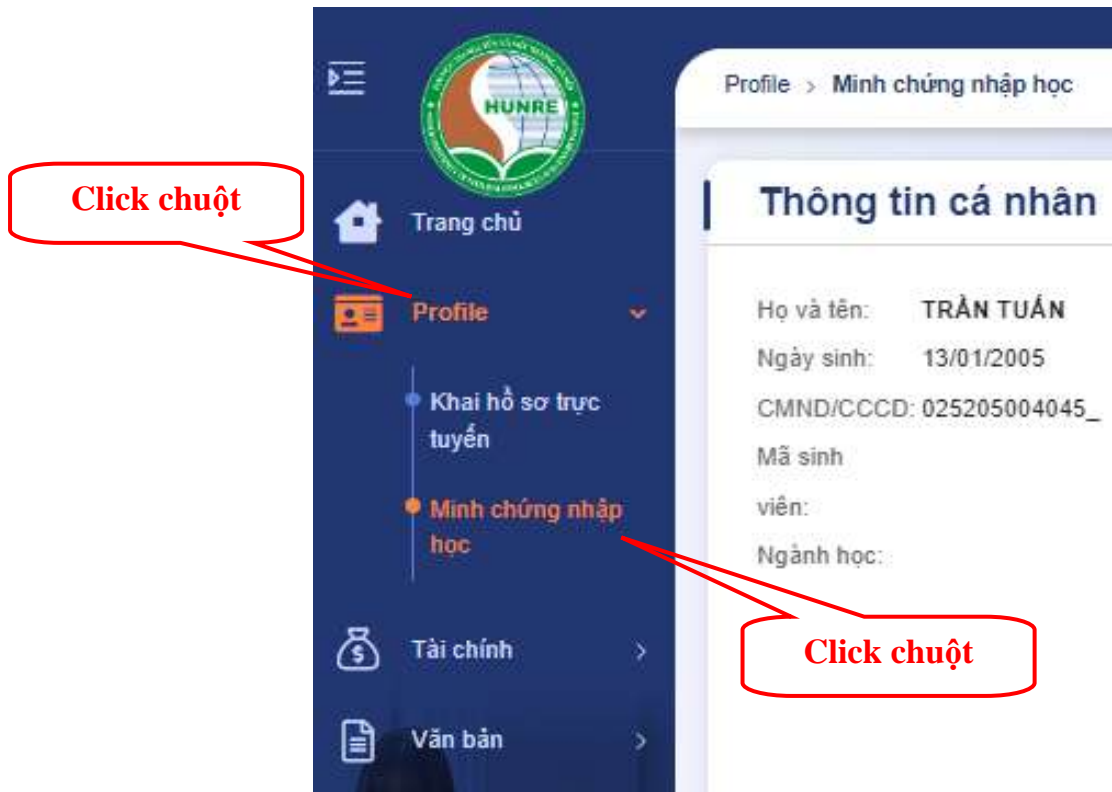 HUNRE
Profile > Minh chứng nhập học
Click chuột
Thông tin cá nhân
Trang chủ
Profile
Họ và tên: TRẦN TUẤN
Ngày sinh: 13/01/2005
Khai hồ sơ trực
tuyến
CMND/CCCD: 025205004045_
Mã sinh
viên:
Minh chứng nhập
học
Ngành học:
Click chuột
Tài chính
Văn bản